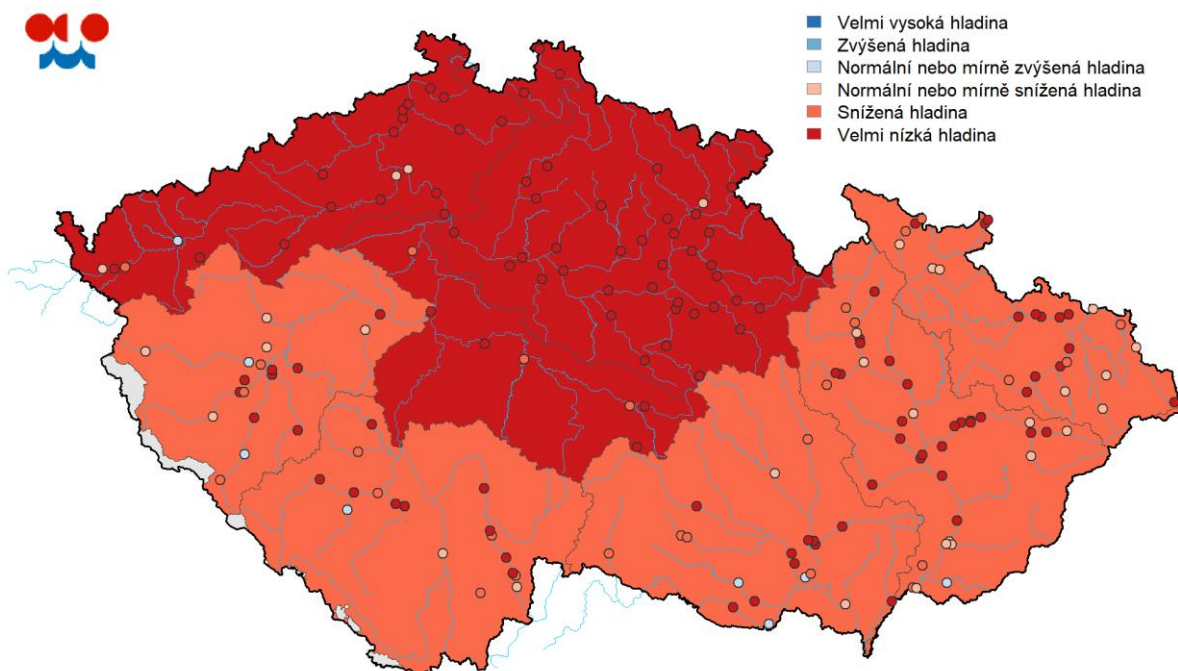 Velmi vysoká hladina
Zvýšená hladina
Normální nebo mírně zvýšená hladina
Normální nebo mírně snížená hladina
Snížená hladina
Velmi nízká hladina